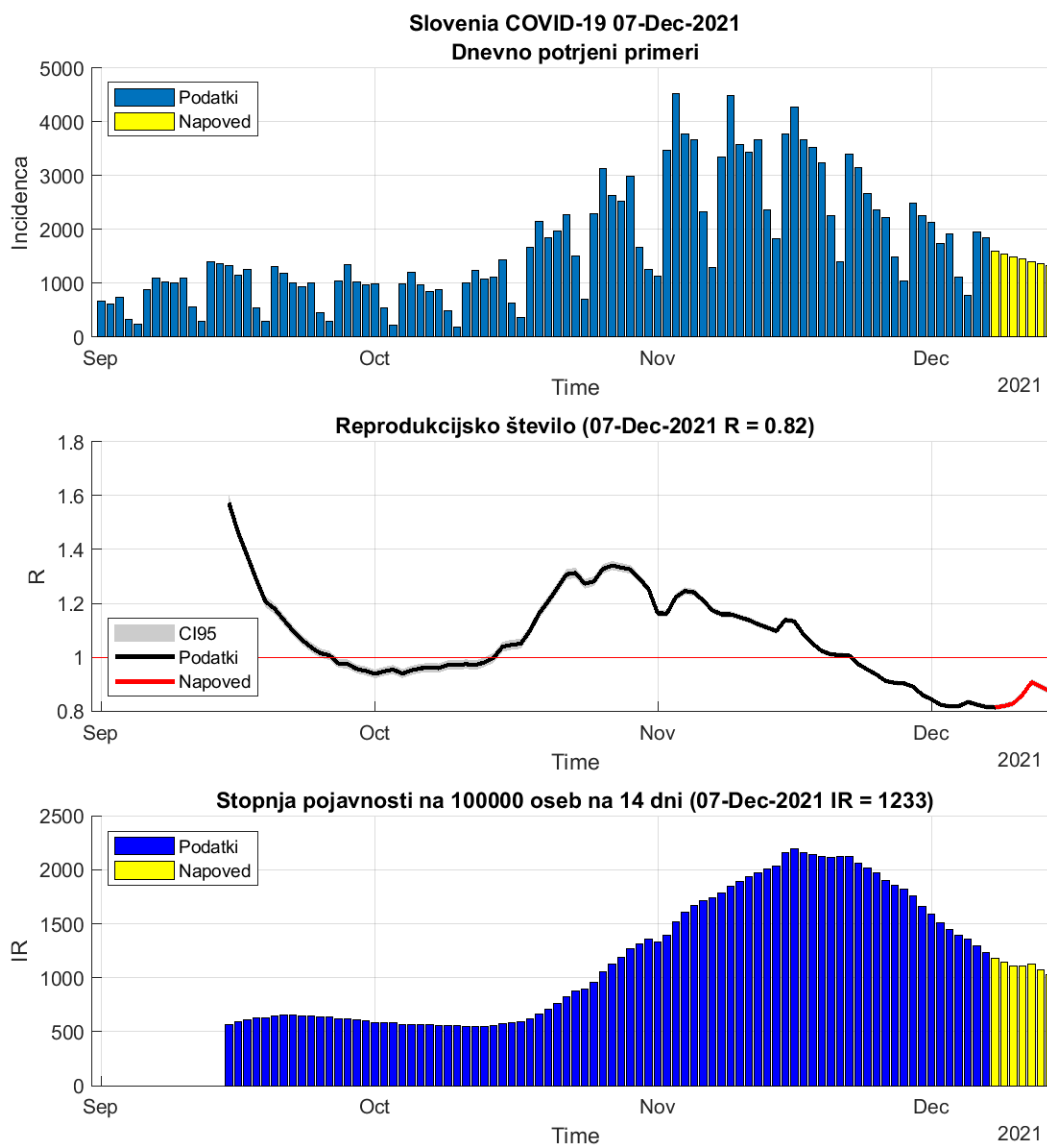 Slovenia COVID-19 07-Dec-2021
Dnevno potrjeni primeri
5000
4000
3000
2000
1000
0
Incidenca
Podatki
Napoved
Sep
Oct
Nov
Dec
Time
2021
Reprodukcijsko število (07-Dec-2021 R = 0.82)
1.8
1.6
1.4
1.2
1
0.8
R
CI95
Podatki
Napoved
Sep
Oct
Nov
Dec
Time
2021
Stopnja pojavnosti na 100000 oseb na 14 dni (07-Dec-2021 IR = 1233)
2500
2000
1500
1000
500
0
IR
Podatki
Napoved
Sep
Oct
Nov
Dec
Time
2021